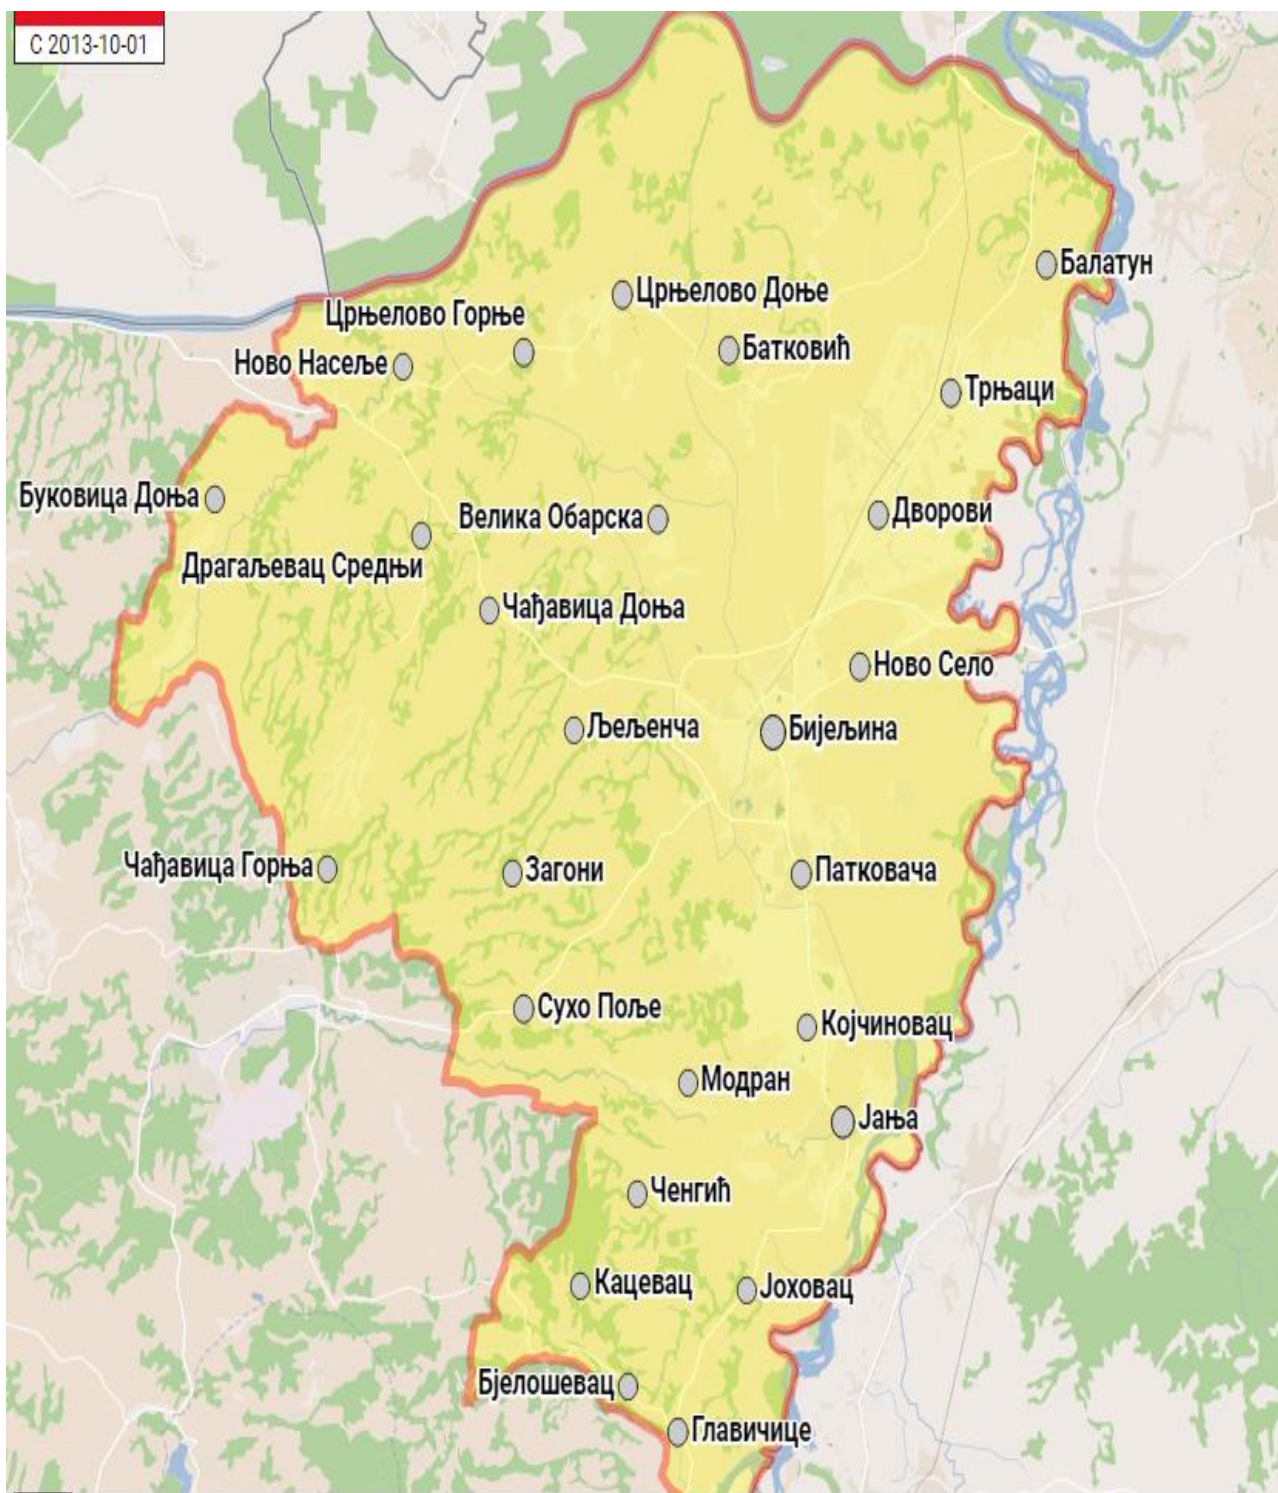 С 2013-10-01
Балатун
Црњелово Доње
Црњелово Горње
Батковић
Ново Насеље
Трњаци
Буковица Доња
Велика Обарска
Дворови
Драгаљевац Средњи
Чађавица Доња
Ново Село
Љељенча
Бијељина
Чађавица Горња
Загони
Патковача
Сухо Поље
Којчиновац
Модран
Јања
Ченгић
Кацевац
Јоховац
Бјелошевац
Главичице